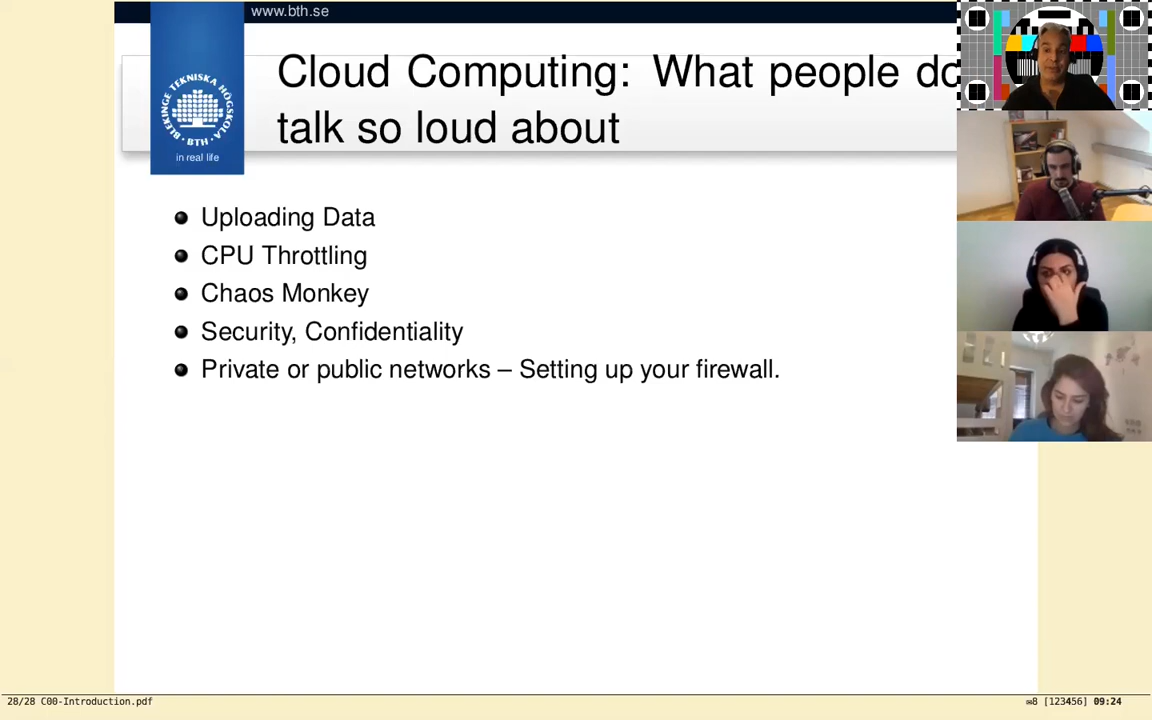 www.bth.se
BLEKINGE TEKNISKA HÖGSKOLA
BTH
in real life
Cloud Computing: What people do
talk so loud about
Uploading Data
CPU Throttling
Chaos Monkey
Security, Confidentiality
Private or public networks – Setting up your firewall.
28/28 C00-Introduction.pdf
✉8 [123456] 09:24